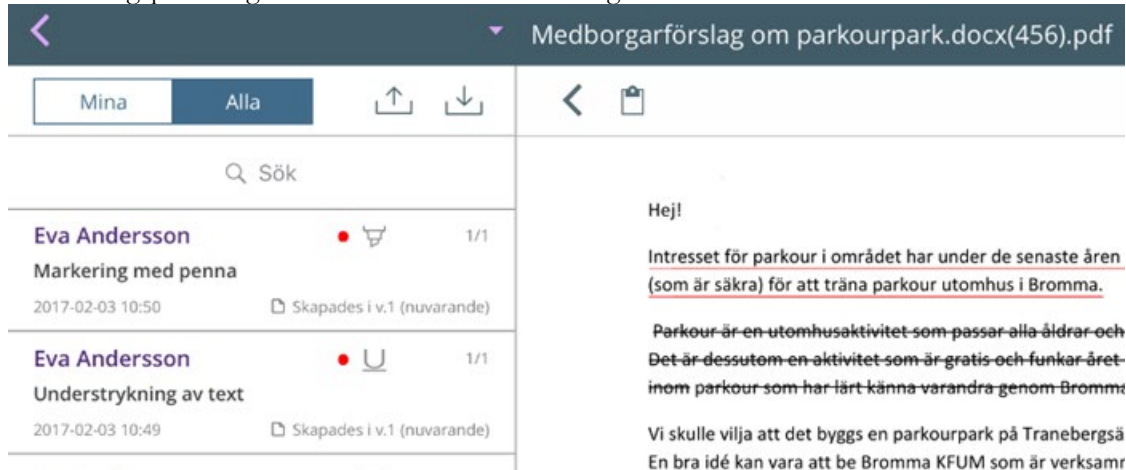 Medborgarförslag om parkourpark.docx(456).pdf
Mina
Alla
Sök
Eva Andersson
1/1
Markering med penna
2017-02-03 10:50
Skapades i v.1 (nuvarande)
Eva Andersson
U
1/1
Understrykning av text
2017-02-03 10:49
Skapades i v.1 (nuvarande)
Hej!
Intresset för parkour i området har under de senaste åren
(som är säkra) för att träna parkour utomhus i Bromma.
Parkour är en utomhusaktivitet som passar alla åldrar och
Det är dessutom en aktivitet som är gratis och funkar året
inom parkour som har lärt känna varandra genom Bromma
Vi skulle vilja att det byggs en parkourpark på Tranebergsä
En bra idé kan vara att be Bromma KFUM som är verksamm